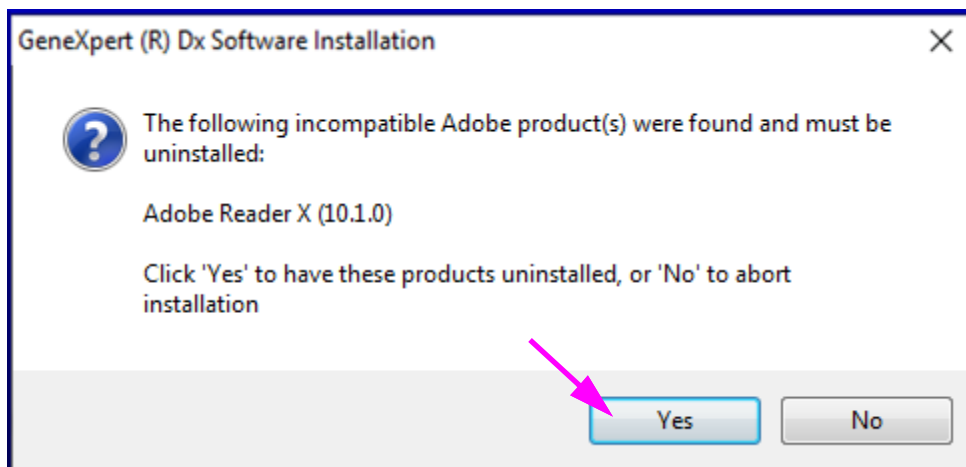 GeneXpert (R) Dx Software Installation
The following incompatible Adobe product(s) were found and must be
uninstalled:
Adobe Reader X (10.1.0)
Click 'Yes' to have these products uninstalled, or 'No' to abort
installation
Yes No